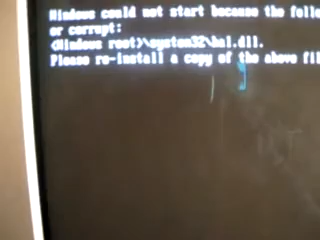 Windows could not start because the follo
or corrupt:
<Windows root>\system32\hal.dll.
Please re-install a copy of the above fil